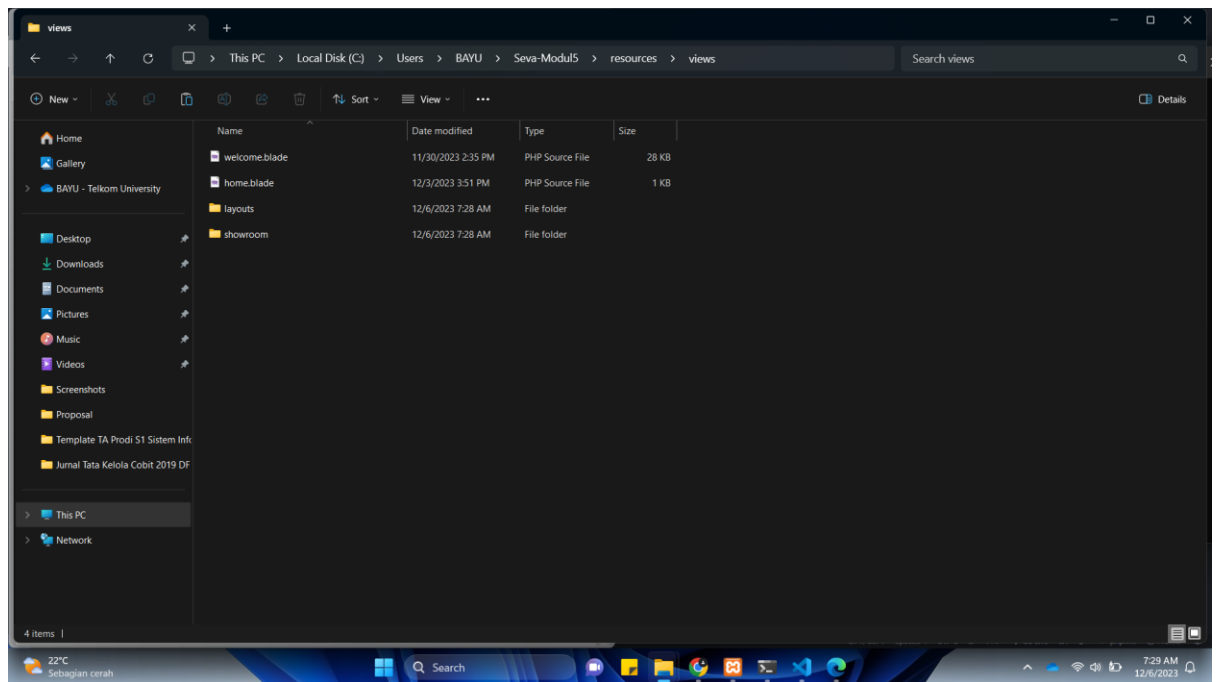 views
This PC > Local Disk (C:) > Users > BAYU > Seva-Modul5 > resources > views
Search views
New
Sort
View
Details
Home
Gallery
BAYU - Telkom University
Desktop
Downloads
Documents
Pictures
Music
Videos
Screenshots
Proposal
Template TA Prodi S1 Sistem Info
Jurnal Tata Kelola Cobit 2019 DF
This PC
Network
Name Date modified Type Size
welcome.blade 11/30/2023 2:35 PM PHP Source File 28 KB
home.blade 12/3/2023 3:51 PM PHP Source File 1 KB
layouts 12/6/2023 7:28 AM File folder
showroom 12/6/2023 7:28 AM File folder
4 items
22°C
Sebagian cerah
Search
7:29 AM
12/6/2023